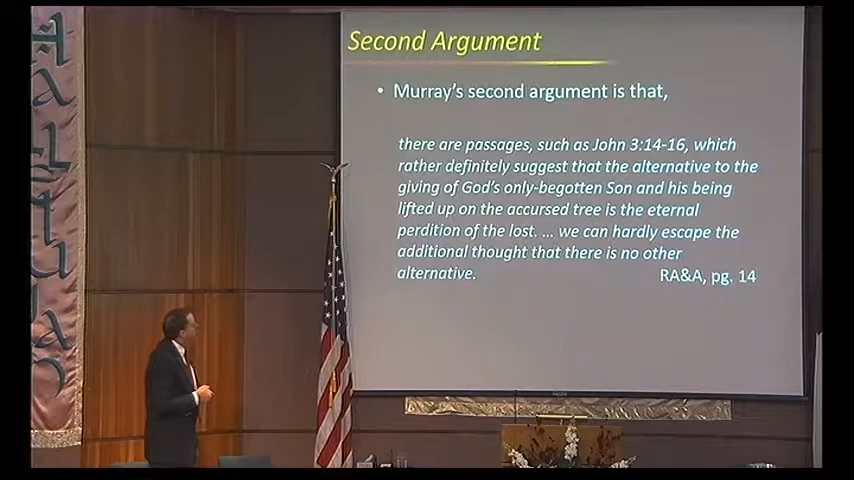 Second Argument
• Murray's second argument is that,
there are passages, such as John 3:14-16, which
rather definitely suggest that the alternative to the
giving of God's only-begotten Son and his being
lifted up on the accursed tree is the eternal
perdition of the lost. ... we can hardly escape the
additional thought that there is no other
alternative. RA&A, pg. 14